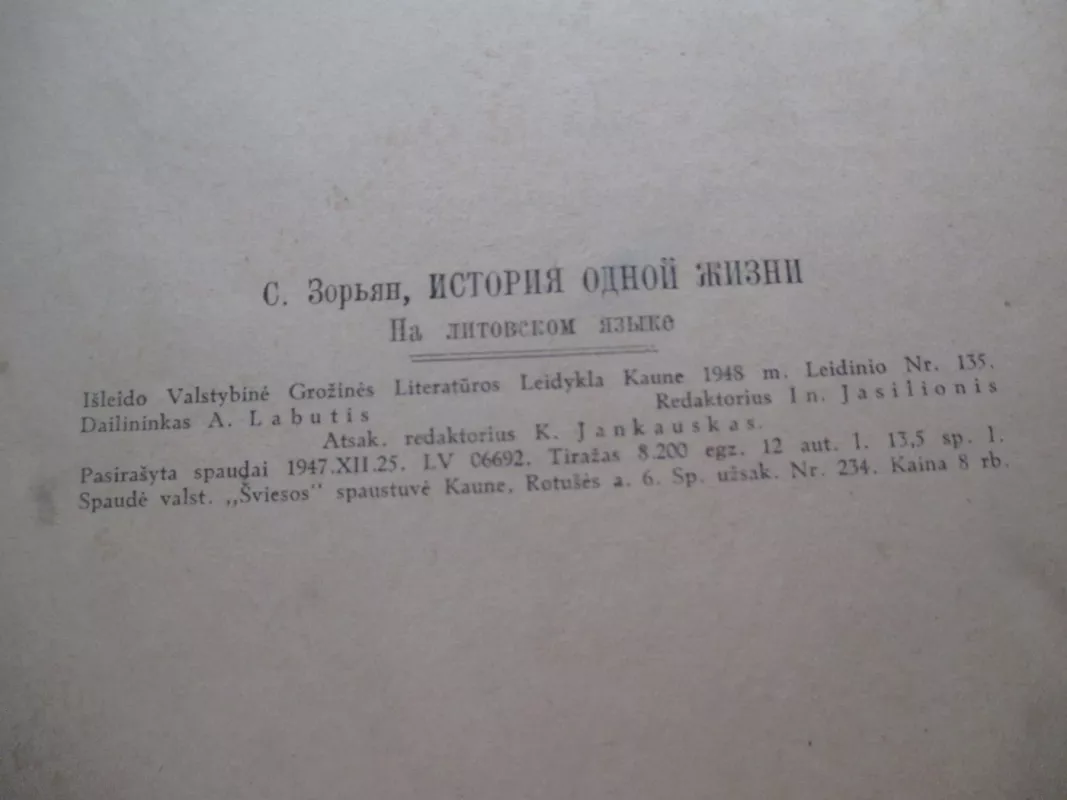 С. Зорьян, ИСТОРИЯ ОДНОЙ ЖИЗНИ
На литовском языке
Išleido Valstybinė Grožinės Literatūros Leidykla Kaune 1948 m. Leidinio Nr. 135.
Dailininkas A. Labutis Redaktorius In. Jasilionis
Atsak. redaktorius K. Jankauskas.
Pasirašyta spaudai 1947.XII.25. LV 06692. Tiražas 8.200 egz. 12 aut. l. 13,5 sp. l.
Spaudė valst. „Šviesos" spaustuvė Kaune, Rotušės a. 6. Sp. užsak. Nr. 234. Kaina 8 rb.